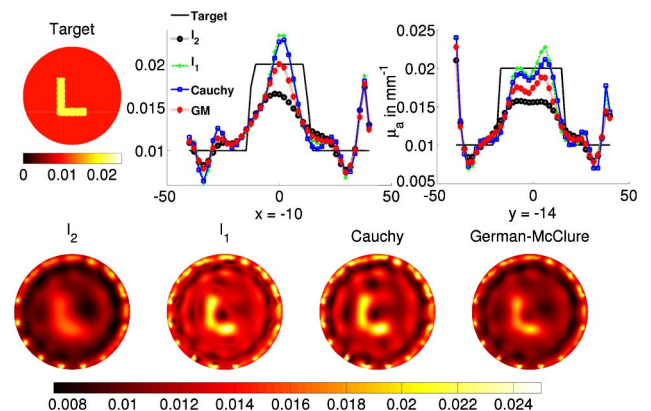 Target
0 0.01 0.02
Target
l₂
l₁
Cauchy
GM
0.02
0.015
0.01
-50 0 50
x = -10
μₐ in mm⁻¹
0.025
0.02
0.015
0.01
0.005
-50 0 50
y = -14
l₂ l₁ Cauchy German-McClure
0.008 0.01 0.012 0.014 0.016 0.018 0.02 0.022 0.024